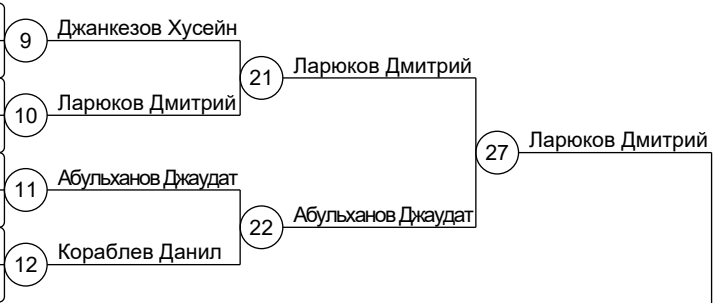 9 Джанкезов Хусейн
21 Ларюков Дмитрий
10 Ларюков Дмитрий
27 Ларюков Дмитрий
11 Абульханов Джаудат
22 Абульханов Джаудат
12 Кораблев Данил